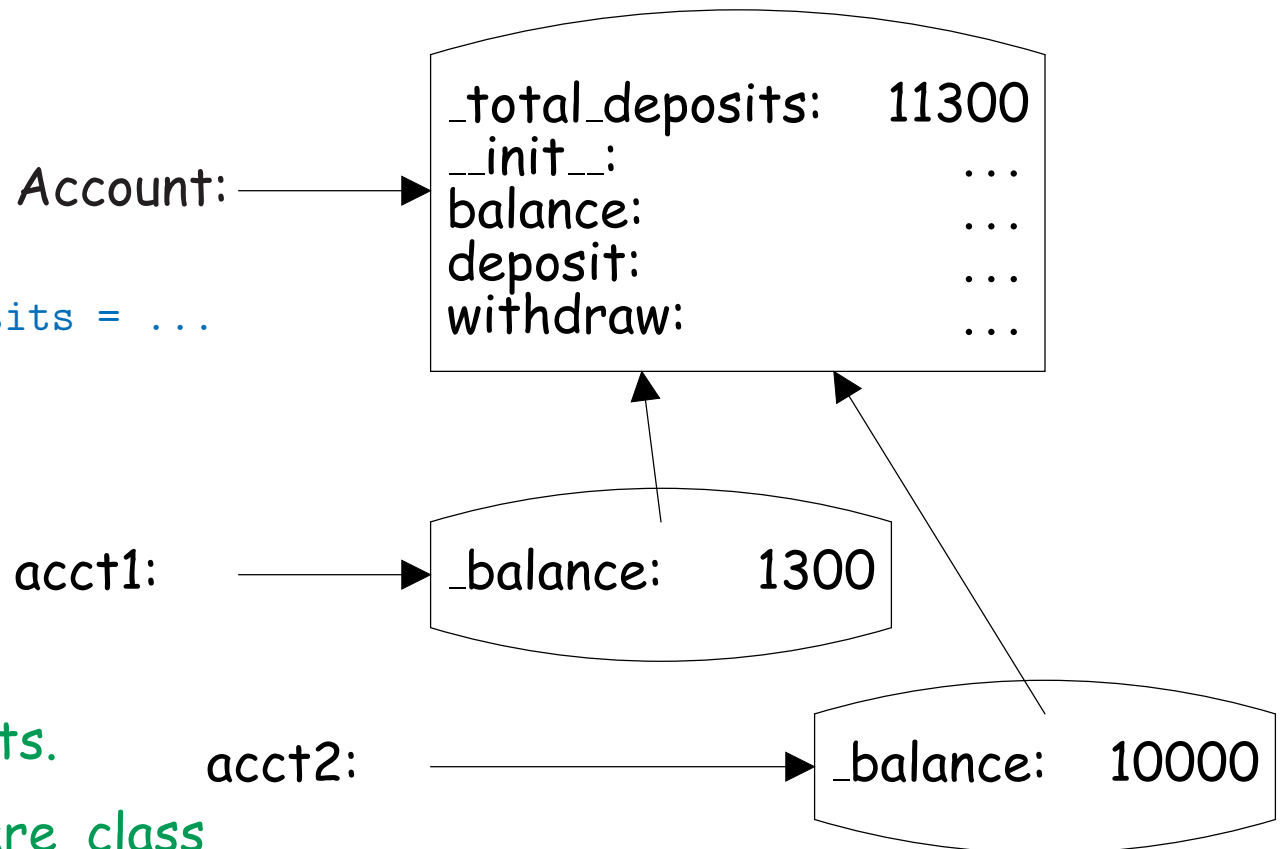 _total_deposits: 11300
__init__: ...
Account:
balance: ...
deposit: ...
its = ...
withdraw: ...
acct1:
_balance: 1300
ts.
acct2:
_balance: 10000
re class